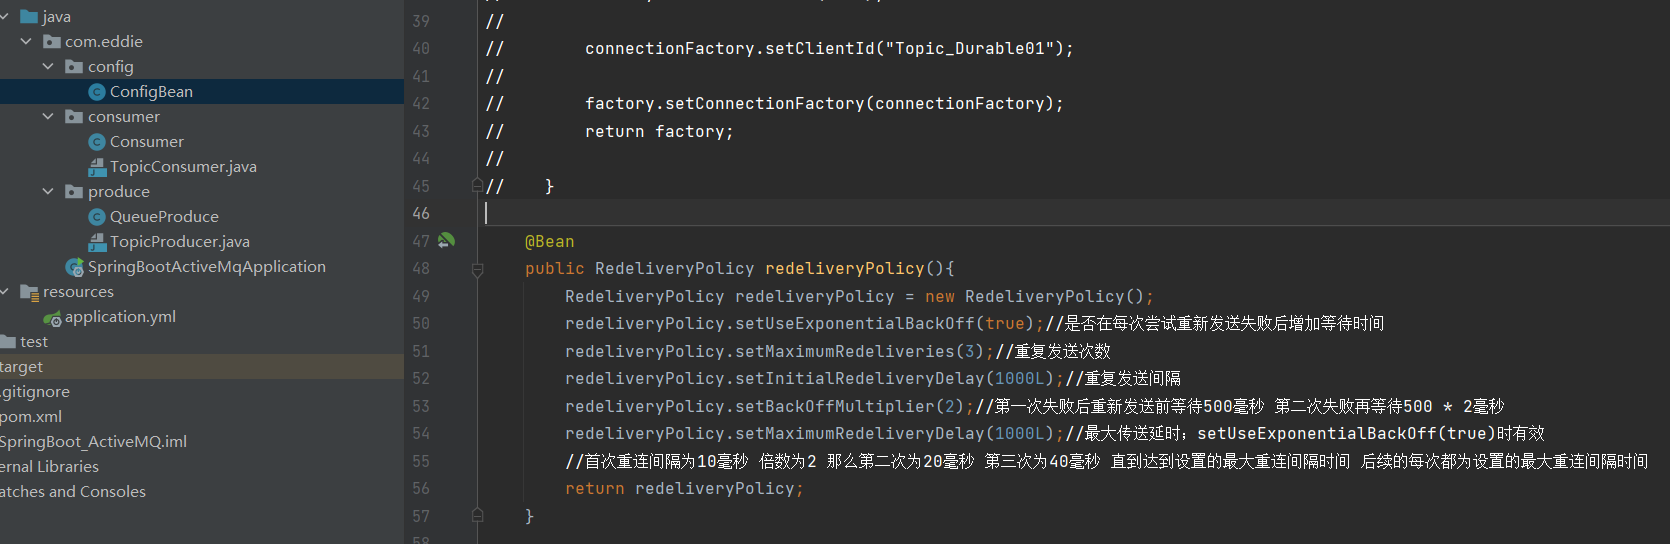 java
com.eddie
config
ConfigBean
consumer
Consumer
TopicConsumer.java
produce
QueueProduce
TopicProducer.java
SpringBootActiveMqApplication
resources
application.yml
test
target
.gitignore
pom.xml
SpringBoot_ActiveMQ.iml
ernal Libraries
atches and Consoles
39 //
40 // connectionFactory.setClientId("Topic_Durable01");
41 //
42 // factory.setConnectionFactory(connectionFactory);
43 // return factory;
44 //
45 // }
46
47 @Bean
48 public RedeliveryPolicy redeliveryPolicy(){
49 RedeliveryPolicy redeliveryPolicy = new RedeliveryPolicy();
50 redeliveryPolicy.setUseExponentialBackOff(true);//是否在每次尝试重新发送失败后增加等待时间
51 redeliveryPolicy.setMaximumRedeliveries(3);//重复发送次数
52 redeliveryPolicy.setInitialRedeliveryDelay(1000L);//重复发送间隔
53 redeliveryPolicy.setBackOffMultiplier(2);//第一次失败后重新发送前等待500毫秒 第二次失败再等待500 * 2毫秒
54 redeliveryPolicy.setMaximumRedeliveryDelay(1000L);//最大传送延时；setUseExponentialBackOff(true)时有效
55 //首次重连间隔为10毫秒 倍数为2 那么第二次为20毫秒 第三次为40毫秒 直到达到设置的最大重连间隔时间 后续的每次都为设置的最大重连间隔时间
56 return redeliveryPolicy;
57 }
58